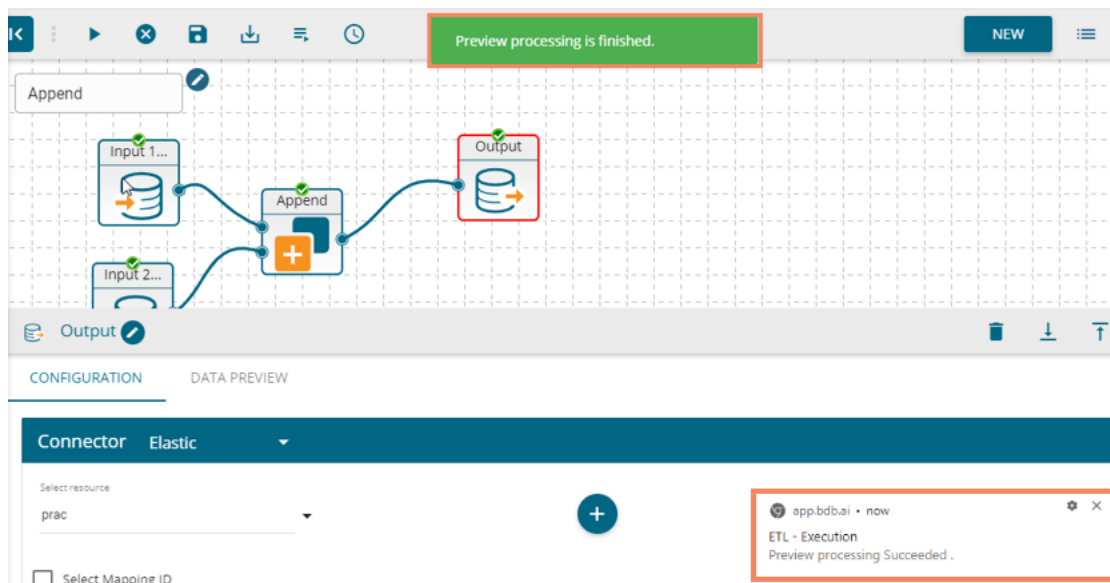 Preview processing is finished.
NEW
Append
Input 1...
Output
Append
Input 2...
Output
CONFIGURATION
DATA PREVIEW
Connector Elastic
Select resource
prac
app.bdb.ai • now
ETL - Execution
Preview processing Succeeded .
Select Mapping ID